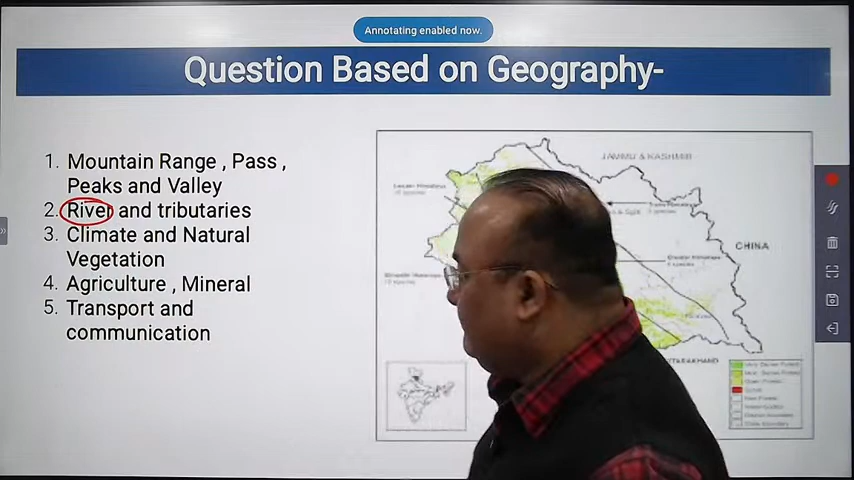 Annotating enabled now.
Question Based on Geography-
1. Mountain Range , Pass ,
Peaks and Valley
2. River and tributaries
3. Climate and Natural
Vegetation
4. Agriculture , Mineral
5. Transport and
communication
JAMMU & KASHMIR
CHINA